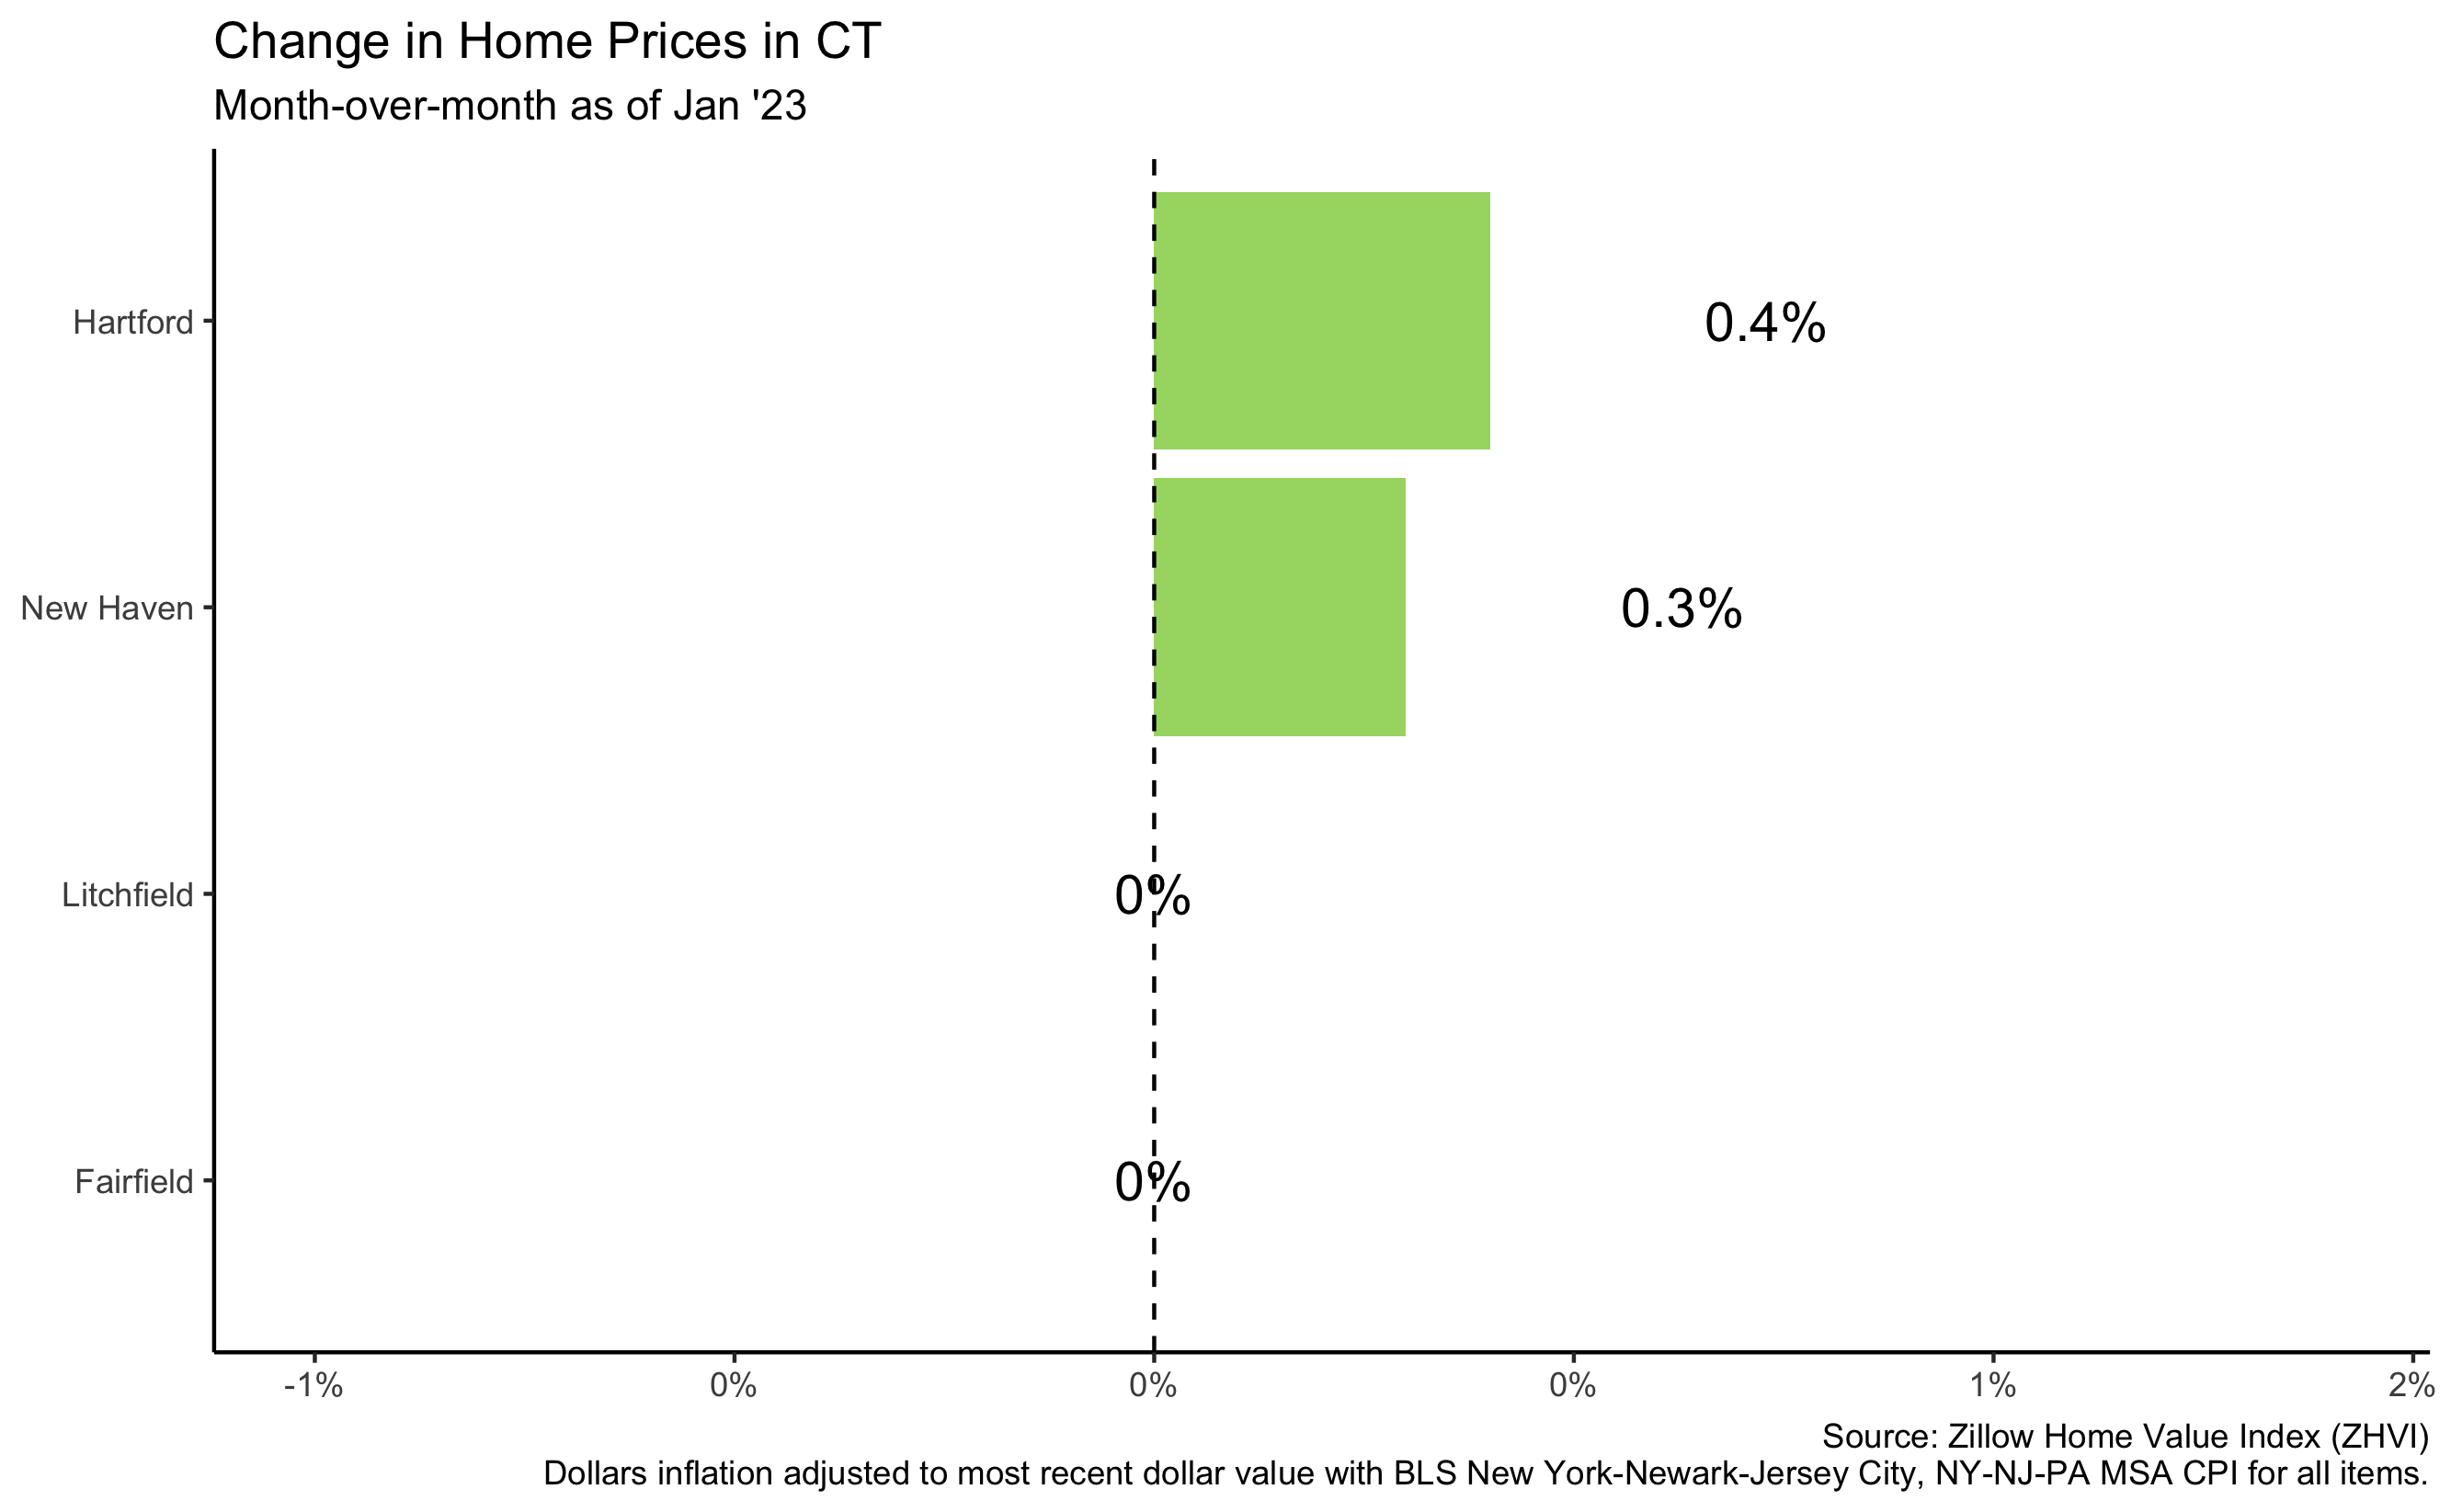 Change in Home Prices in CT
Month-over-month as of Jan '23
Hartford
0.4%
New Haven
0.3%
Litchfield
0%
Fairfield
0%
-1%
0%
0%
0%
1%
2%
Source: Zillow Home Value Index (ZHVI)
Dollars inflation adjusted to most recent dollar value with BLS New York-Newark-Jersey City, NY-NJ-PA MSA CPI for all items.